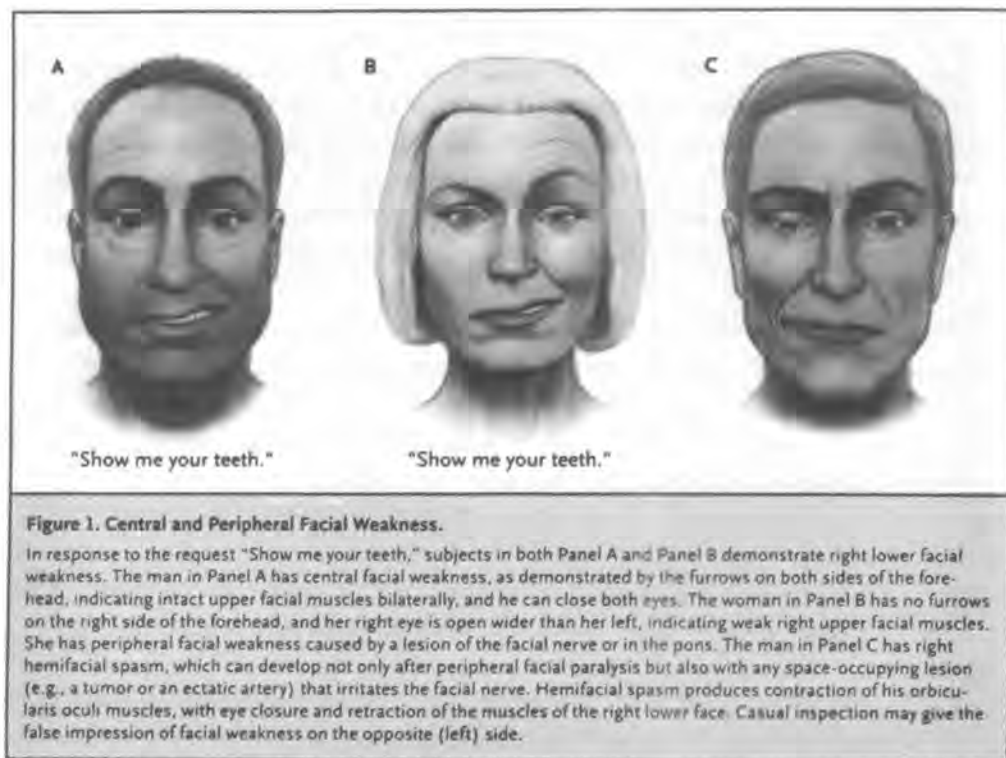 A B C
"Show me your teeth." "Show me your teeth."
Figure 1. Central and Peripheral Facial Weakness.
In response to the request "Show me your teeth," subjects in both Panel A and Panel B demonstrate right lower facial
weakness. The man in Panel A has central facial weakness, as demonstrated by the furrows on both sides of the fore-
head, indicating intact upper facial muscles bilaterally, and he can close both eyes. The woman in Panel B has no furrows
on the right side of the forehead, and her right eye is open wider than her left, indicating weak right upper facial muscles.
She has peripheral facial weakness caused by a lesion of the facial nerve or in the pons. The man in Panel C has right
hemifacial spasm, which can develop not only after peripheral facial paralysis but also with any space-occupying lesion
(e.g., a tumor or an ectatic artery) that irritates the facial nerve. Hemifacial spasm produces contraction of his orbicu-
laris oculi muscles, with eye closure and retraction of the muscles of the right lower face. Casual inspection may give the
false impression of facial weakness on the opposite (left) side.